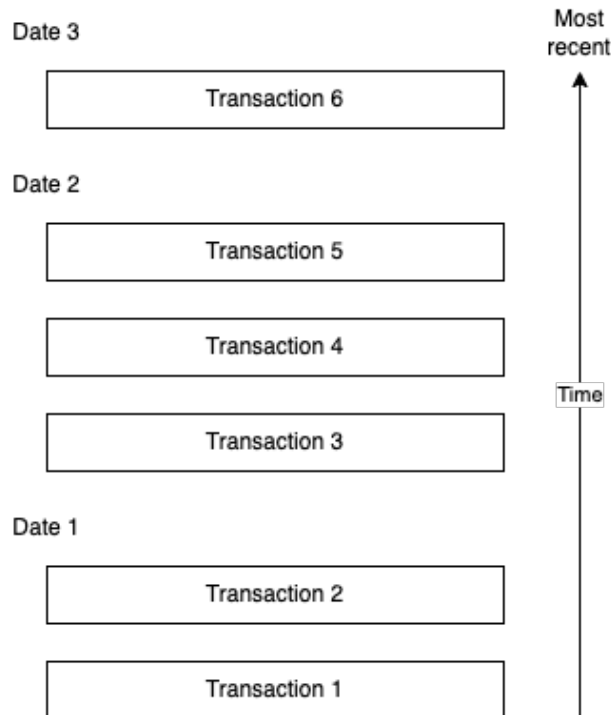 Date 3
Most
recent
Transaction 6
Date 2
Transaction 5
Transaction 4
Time
Transaction 3
Date 1
Transaction 2
Transaction 1